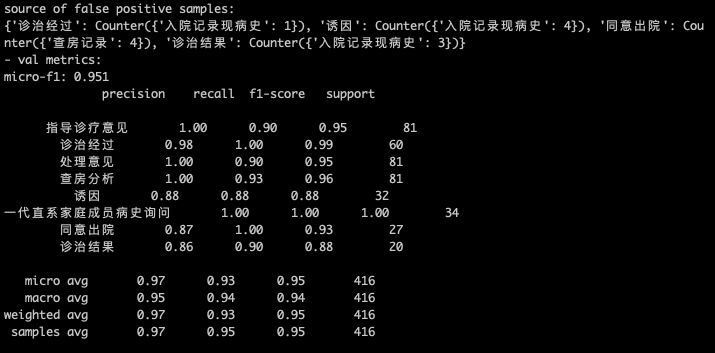 source of false positive samples:
{'诊治经过': Counter({'入院记录现病史': 1}), '诱因': Counter({'入院记录现病史': 4}), '同意出院': Cou
nter({'查房记录': 4}), '诊治结果': Counter({'入院记录现病史': 3})}
- val metrics:
micro-f1: 0.951
precision recall f1-score support
指导诊疗意见 1.00 0.90 0.95 81
诊治经过 0.98 1.00 0.99 60
处理意见 1.00 0.90 0.95 81
查房分析 1.00 0.93 0.96 81
诱因 0.88 0.88 0.88 32
一代直系家庭成员病史询问 1.00 1.00 1.00 34
同意出院 0.87 1.00 0.93 27
诊治结果 0.86 0.90 0.88 20
micro avg 0.97 0.93 0.95 416
macro avg 0.95 0.94 0.94 416
weighted avg 0.97 0.93 0.95 416
samples avg 0.97 0.95 0.95 416